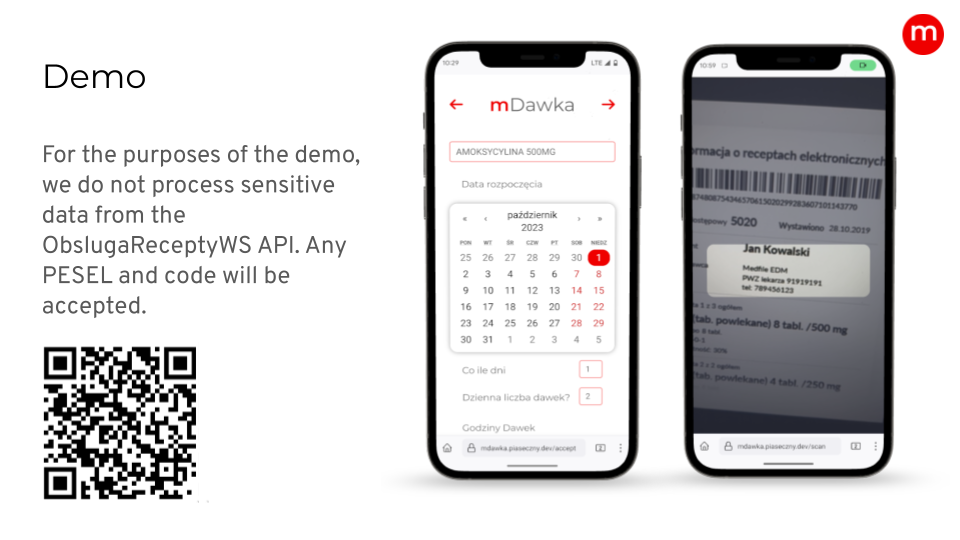 m
Demo
For the purposes of the demo,
we do not process sensitive
data from the
ObslugaReceptyWS API. Any
PESEL and code will be
accepted.
10:29
LTE
mDawka
AMOKSYCYLINA 500MG
Data rozpoczęcia
« ‹ październik 2023 › »
PON WT ŚR CZW PT SOB NIEDZ
25 26 27 28 29 30 1
2 3 4 5 6 7 8
9 10 11 12 13 14 15
16 17 18 19 20 21 22
23 24 25 26 27 28 29
30 31 1 2 3 4 5
Co ile dni 1
Dzienna liczba dawek? 2
Godziny Dawek
mdawka.piaseczny.dev/accept
10:59
ormacja o receptach elektronicznych
5020 Wystawiono 28.10.2019
Jan Kowalski
Medfile EDM
PWZ lekarza 91919191
tel: 789456123
(tab. powlekane) 8 tabl. /500 mg
(tab. powlekane) 4 tabl. /250 mg
mdawka.piaseczny.dev/scan